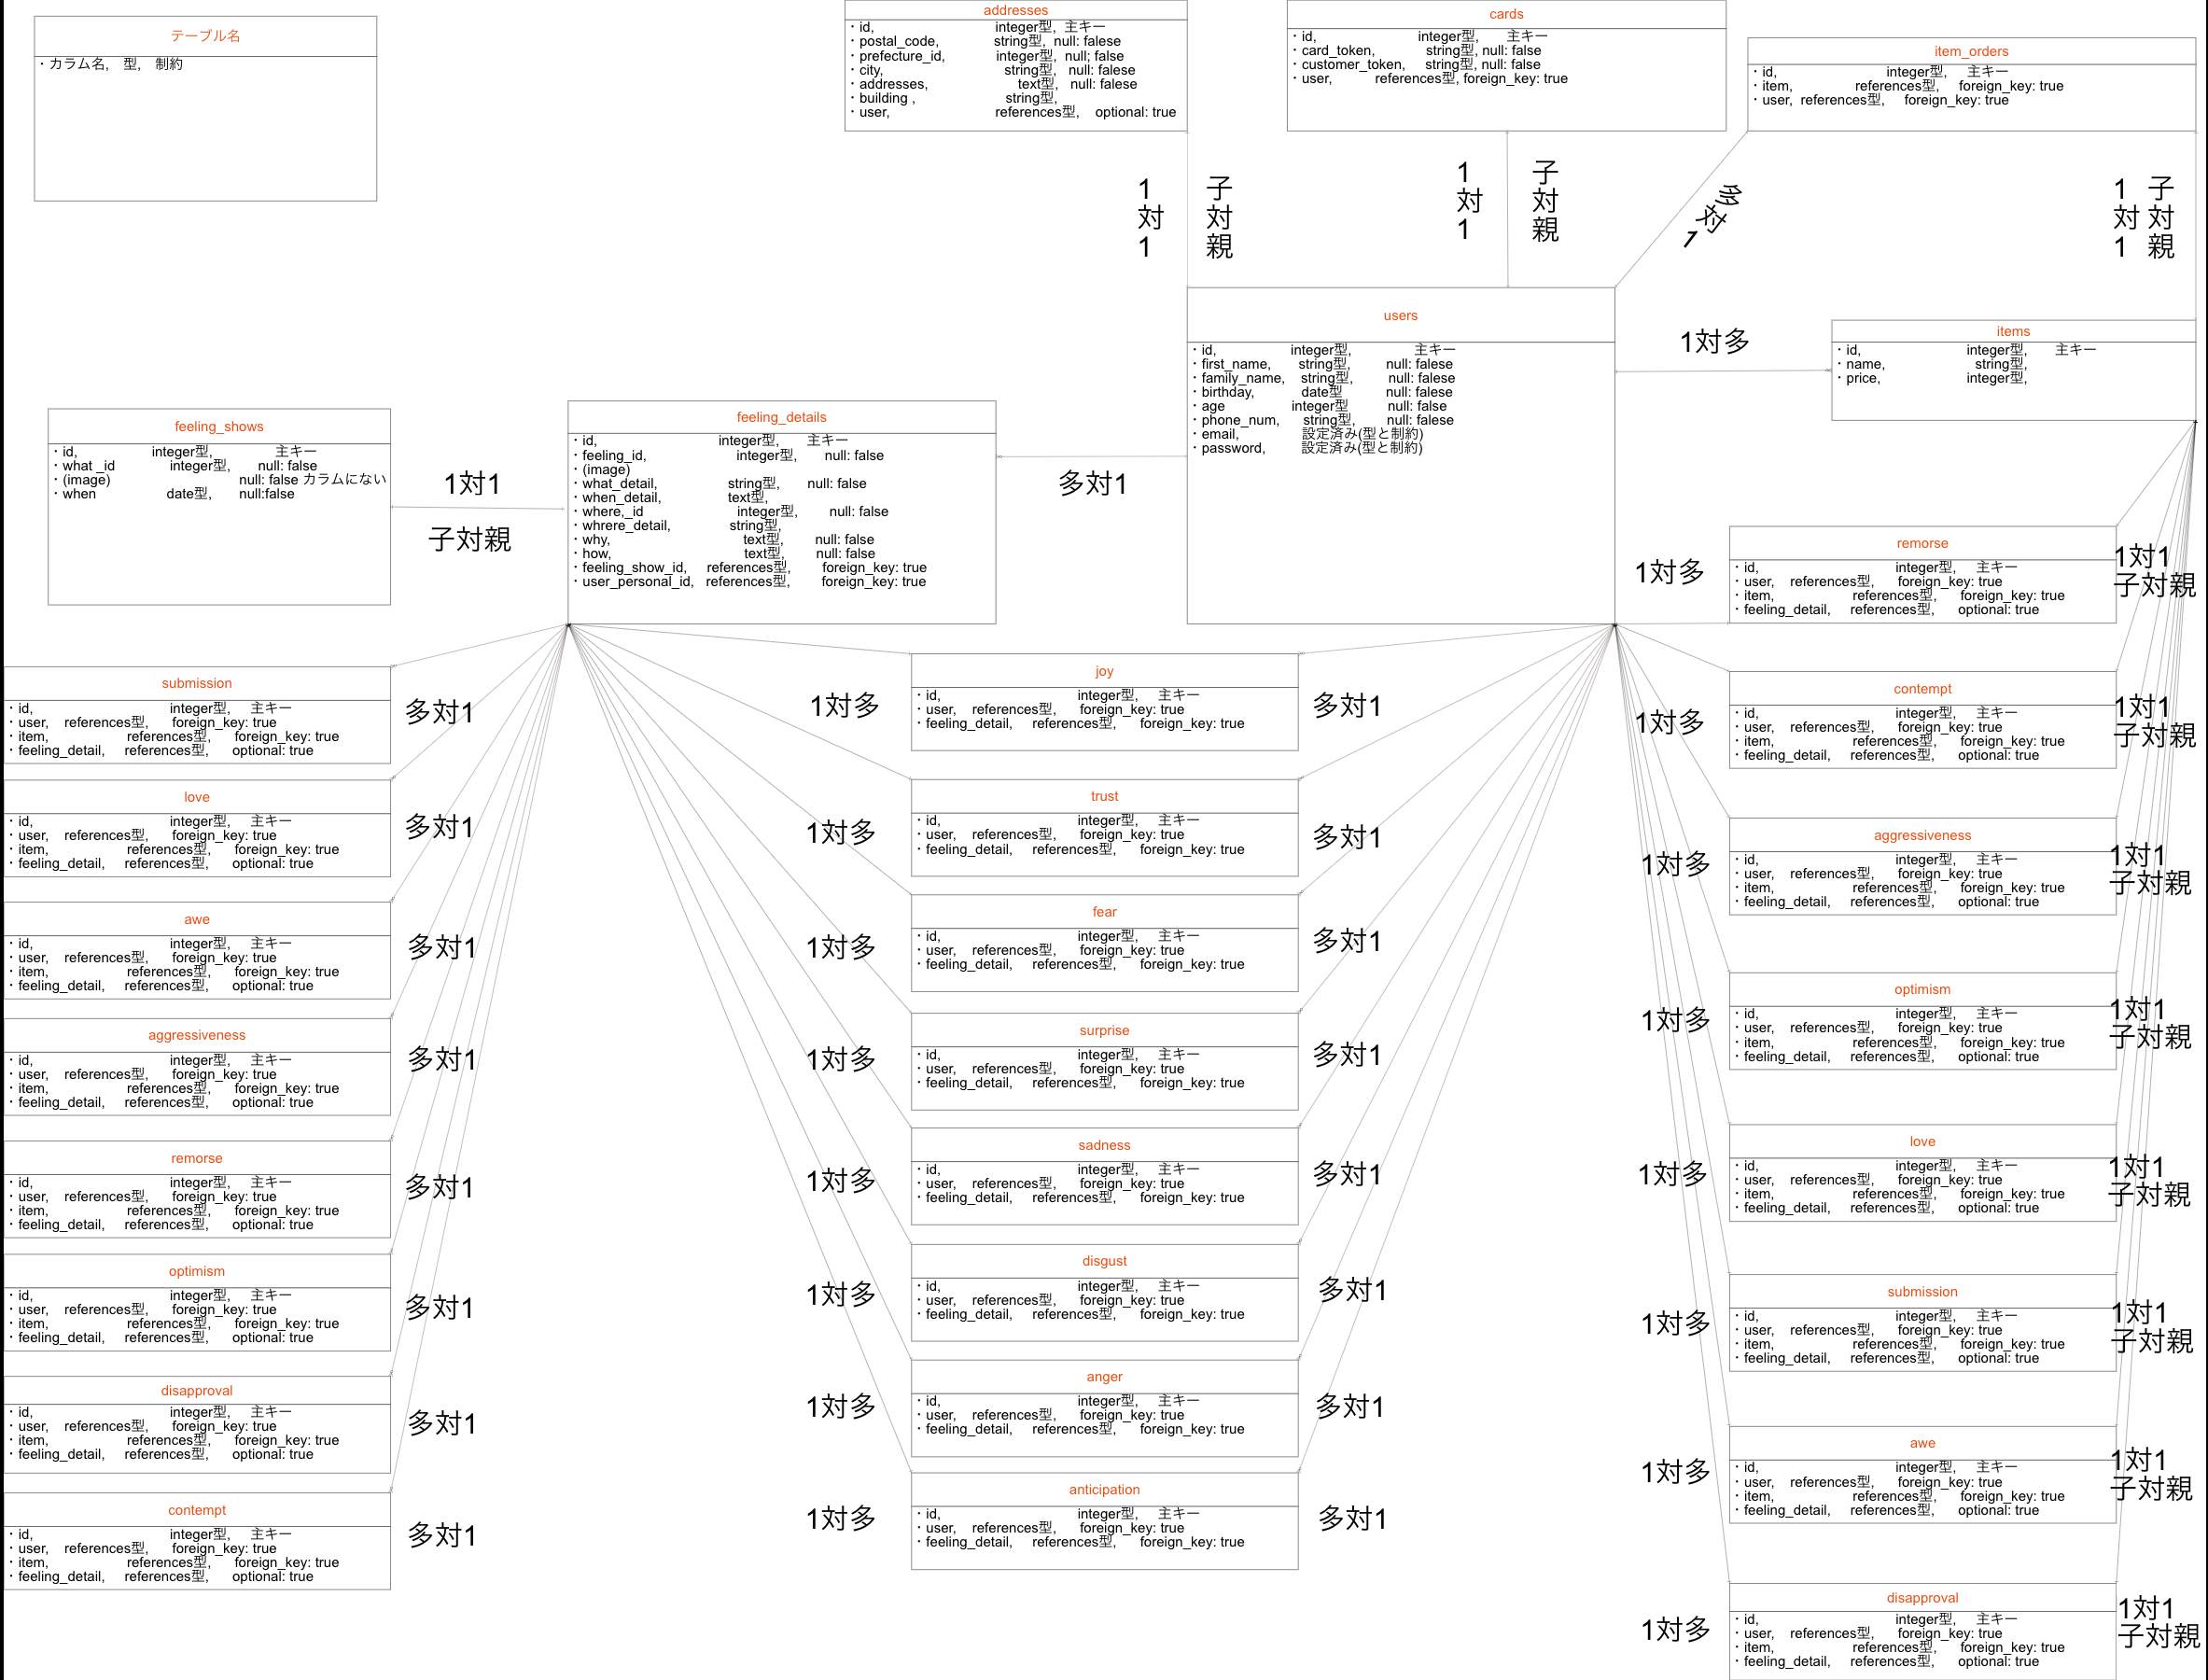 テーブル名
・カラム名, 型, 制約
addresses
・id, integer型, 主キー
・postal_code, string型, null: falese
・prefecture_id, integer型, null; false
・city, string型, null: falese
・addresses, text型, null: falese
・building , string型,
・user, references型, optional: true
cards
・id, integer型, 主キー
・card_token, string型, null: false
・customer_token, string型, null: false
・user, references型, foreign_key: true
item_orders
・id, integer型, 主キー
・item, references型, foreign_key: true
・user, references型, foreign_key: true
1対1
子対親
1対1
子対親
多対1
1対1
子対親
users
・id, integer型, 主キー
・first_name, string型, null: falese
・family_name, string型, null: falese
・birthday, date型 null: falese
・age integer型 null: false
・phone_num, string型, null: falese
・email, 設定済み(型と制約)
・password, 設定済み(型と制約)
1対多
items
・id, integer型, 主キー
・name, string型,
・price, integer型,
feeling_shows
・id, integer型, 主キー
・what _id integer型, null: false
・(image) null: false カラムにない
・when date型, null:false
1対1
子対親
feeling_details
・id, integer型, 主キー
・feeling_id, integer型, null: false
・(image)
・what_detail, string型, null: false
・when_detail, text型,
・where,_id integer型, null: false
・whrere_detail, string型,
・why, text型, null: false
・how, text型, null: false
・feeling_show_id, references型, foreign_key: true
・user_personal_id, references型, foreign_key: true
多対1
submission
・id, integer型, 主キー
・user, references型, foreign_key: true
・item, references型, foreign_key: true
・feeling_detail, references型, optional: true
多対1
love
・id, integer型, 主キー
・user, references型, foreign_key: true
・item, references型, foreign_key: true
・feeling_detail, references型, optional: true
多対1
awe
・id, integer型, 主キー
・user, references型, foreign_key: true
・item, references型, foreign_key: true
・feeling_detail, references型, optional: true
多対1
aggressiveness
・id, integer型, 主キー
・user, references型, foreign_key: true
・item, references型, foreign_key: true
・feeling_detail, references型, optional: true
多対1
remorse
・id, integer型, 主キー
・user, references型, foreign_key: true
・item, references型, foreign_key: true
・feeling_detail, references型, optional: true
多対1
optimism
・id, integer型, 主キー
・user, references型, foreign_key: true
・item, references型, foreign_key: true
・feeling_detail, references型, optional: true
多対1
disapproval
・id, integer型, 主キー
・user, references型, foreign_key: true
・item, references型, foreign_key: true
・feeling_detail, references型, optional: true
多対1
contempt
・id, integer型, 主キー
・user, references型, foreign_key: true
・item, references型, foreign_key: true
・feeling_detail, references型, optional: true
多対1
1対多
joy
・id, integer型, 主キー
・user, references型, foreign_key: true
・feeling_detail, references型, foreign_key: true
多対1
1対多
trust
・id, integer型, 主キー
・user, references型, foreign_key: true
・feeling_detail, references型, foreign_key: true
多対1
1対多
fear
・id, integer型, 主キー
・user, references型, foreign_key: true
・feeling_detail, references型, foreign_key: true
多対1
1対多
surprise
・id, integer型, 主キー
・user, references型, foreign_key: true
・feeling_detail, references型, foreign_key: true
多対1
1対多
sadness
・id, integer型, 主キー
・user, references型, foreign_key: true
・feeling_detail, references型, foreign_key: true
多対1
1対多
disgust
・id, integer型, 主キー
・user, references型, foreign_key: true
・feeling_detail, references型, foreign_key: true
多対1
1対多
anger
・id, integer型, 主キー
・user, references型, foreign_key: true
・feeling_detail, references型, foreign_key: true
多対1
1対多
anticipation
・id, integer型, 主キー
・user, references型, foreign_key: true
・feeling_detail, references型, foreign_key: true
多対1
1対多
remorse
・id, integer型, 主キー
・user, references型, foreign_key: true
・item, references型, foreign_key: true
・feeling_detail, references型, optional: true
1対1
子対親
1対多
contempt
・id, integer型, 主キー
・user, references型, foreign_key: true
・item, references型, foreign_key: true
・feeling_detail, references型, optional: true
1対1
子対親
1対多
aggressiveness
・id, integer型, 主キー
・user, references型, foreign_key: true
・item, references型, foreign_key: true
・feeling_detail, references型, optional: true
1対1
子対親
1対多
optimism
・id, integer型, 主キー
・user, references型, foreign_key: true
・item, references型, foreign_key: true
・feeling_detail, references型, optional: true
1対1
子対親
1対多
love
・id, integer型, 主キー
・user, references型, foreign_key: true
・item, references型, foreign_key: true
・feeling_detail, references型, optional: true
1対1
子対親
1対多
submission
・id, integer型, 主キー
・user, references型, foreign_key: true
・item, references型, foreign_key: true
・feeling_detail, references型, optional: true
1対1
子対親
1対多
awe
・id, integer型, 主キー
・user, references型, foreign_key: true
・item, references型, foreign_key: true
・feeling_detail, references型, optional: true
1対1
子対親
1対多
disapproval
・id, integer型, 主キー
・user, references型, foreign_key: true
・item, references型, foreign_key: true
・feeling_detail, references型, optional: true
1対1
子対親